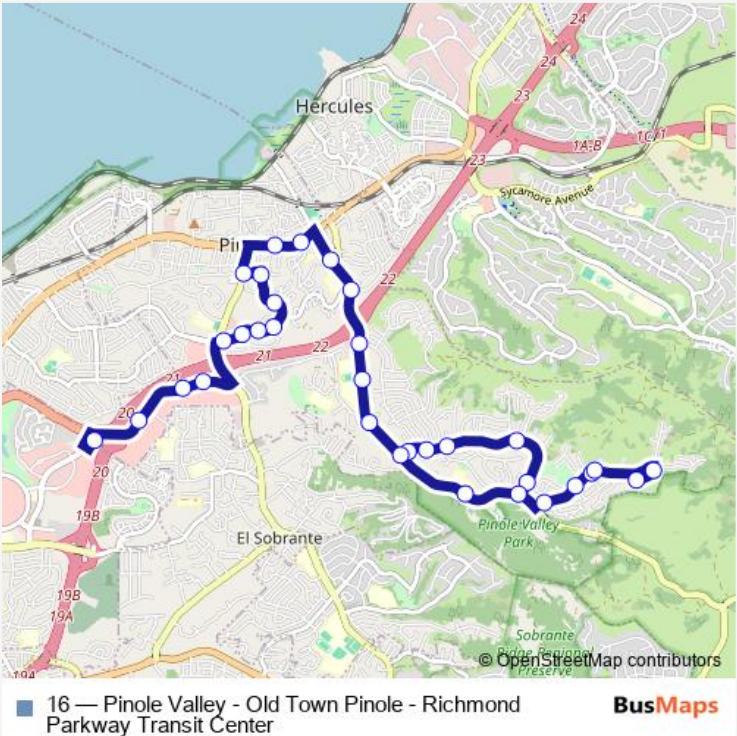 24
24
Hercules
23
1A-B
1C-1
23
Sycamore Avenue
22
21
22
21
20
20
19B
El Sobrante
Pinole Valley
Park
19B
19A
Sobrante
Ridge Regional
Preserve
19A
© OpenStreetMap contributors
16 — Pinole Valley - Old Town Pinole - Richmond
Parkway Transit Center
BusMaps